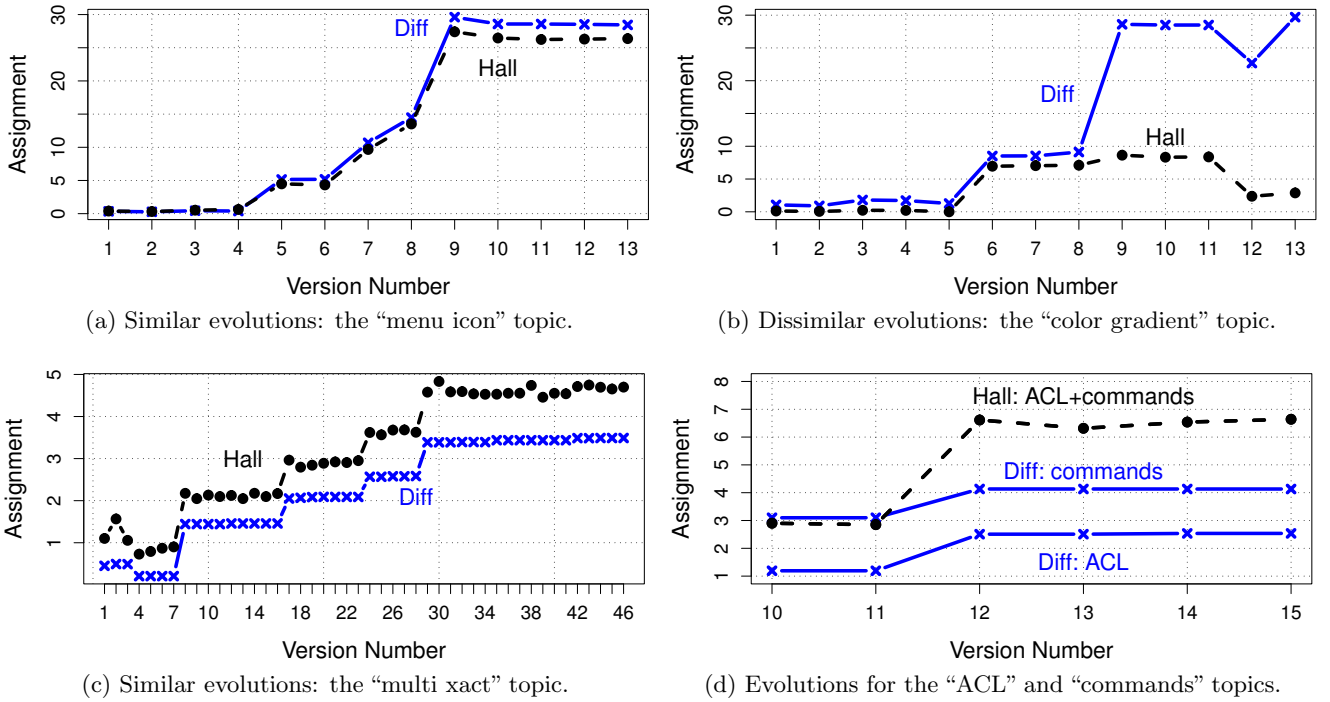 Assignment
0
5
10
20
30
Diff
Hall
1 2 3 4 5 6 7 8 9 10 11 12 13
Version Number
(a) Similar evolutions: the “menu icon” topic.
Assignment
0
5
10
20
30
Diff
Hall
1 2 3 4 5 6 7 8 9 10 11 12 13
Version Number
(b) Dissimilar evolutions: the “color gradient” topic.
Assignment
1
2
3
4
5
Hall
Diff
1 4 7 10 14 18 22 26 30 34 38 42 46
Version Number
(c) Similar evolutions: the “multi xact” topic.
Assignment
1
2
3
4
5
6
7
8
Hall: ACL+commands
Diff: commands
Diff: ACL
10 11 12 13 14 15
Version Number
(d) Evolutions for the “ACL” and “commands” topics.